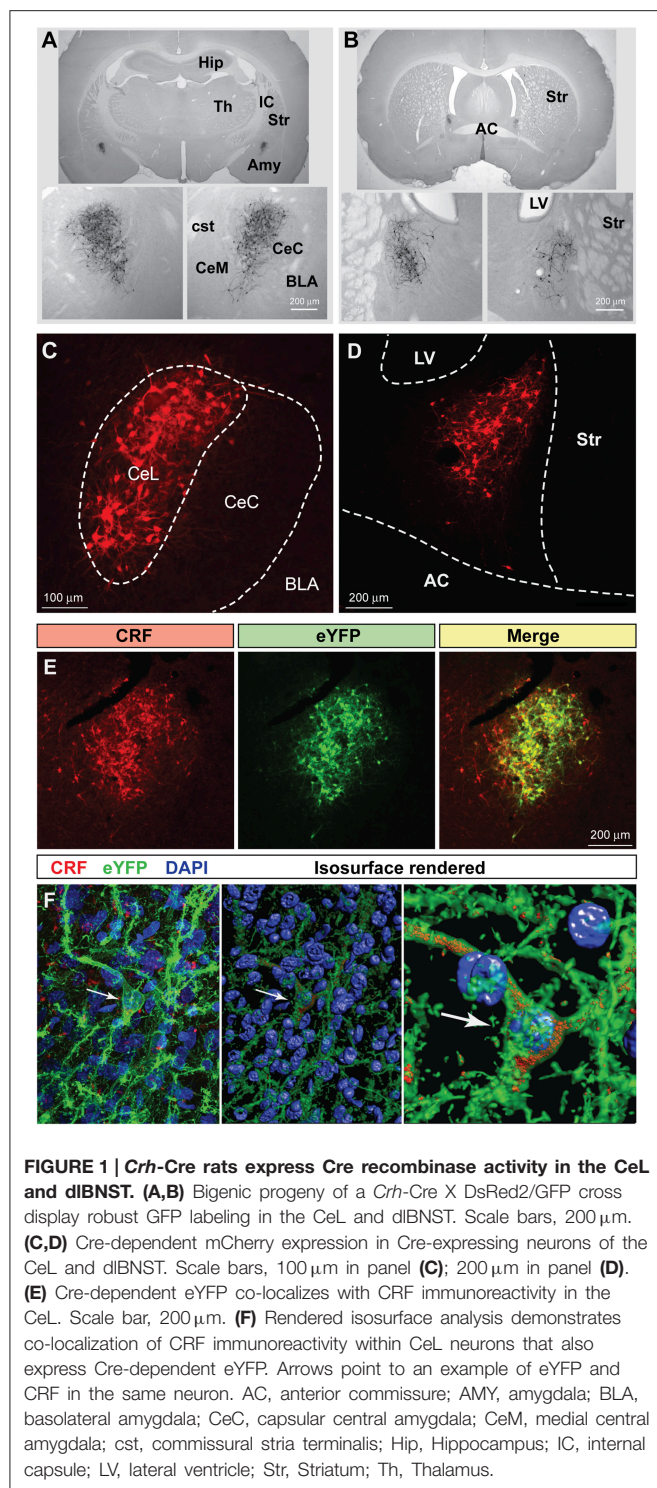 A
Hip
Th
IC
Str
Amy
cst
CeC
CeM
BLA
200 μm
B
Str
AC
LV
Str
200 μm
C
CeL
CeC
BLA
100 μm
D
LV
Str
AC
200 μm
CRF
eYFP
Merge
E
200 μm
CRF eYFP DAPI Isosurface rendered
F
FIGURE 1 | Crh-Cre rats express Cre recombinase activity in the CeL
and dlBNST. (A,B) Bigenic progeny of a Crh-Cre X DsRed2/GFP cross
display robust GFP labeling in the CeL and dlBNST. Scale bars, 200 μm.
(C,D) Cre-dependent mCherry expression in Cre-expressing neurons of the
CeL and dlBNST. Scale bars, 100 μm in panel (C); 200 μm in panel (D).
(E) Cre-dependent eYFP co-localizes with CRF immunoreactivity in the
CeL. Scale bar, 200 μm. (F) Rendered isosurface analysis demonstrates
co-localization of CRF immunoreactivity within CeL neurons that also
express Cre-dependent eYFP. Arrows point to an example of eYFP and
CRF in the same neuron. AC, anterior commissure; AMY, amygdala; BLA,
basolateral amygdala; CeC, capsular central amygdala; CeM, medial central
amygdala; cst, commissural stria terminalis; Hip, Hippocampus; IC, internal
capsule; LV, lateral ventricle; Str, Striatum; Th, Thalamus.